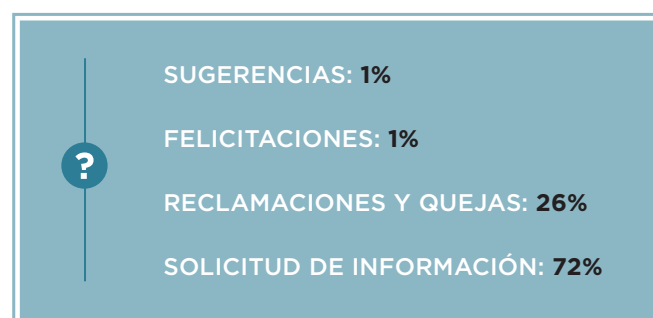 SUGERENCIAS: 1%
FELICITACIONES: 1%
?
RECLAMACIONES Y QUEJAS: 26%
SOLICITUD DE INFORMACIÓN: 72%